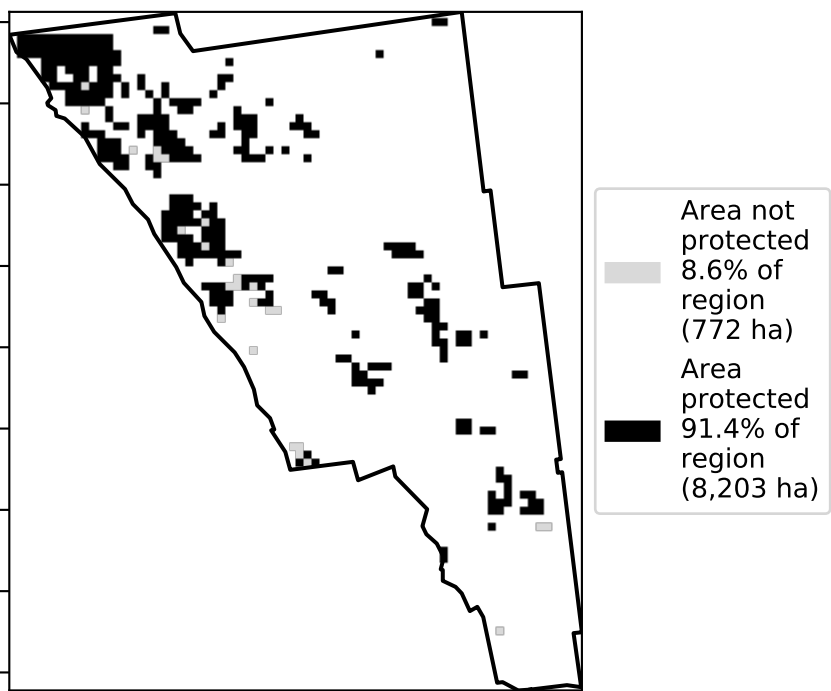 Area not
protected
8.6% of
region
(772 ha)
Area
protected
91.4% of
region
(8,203 ha)